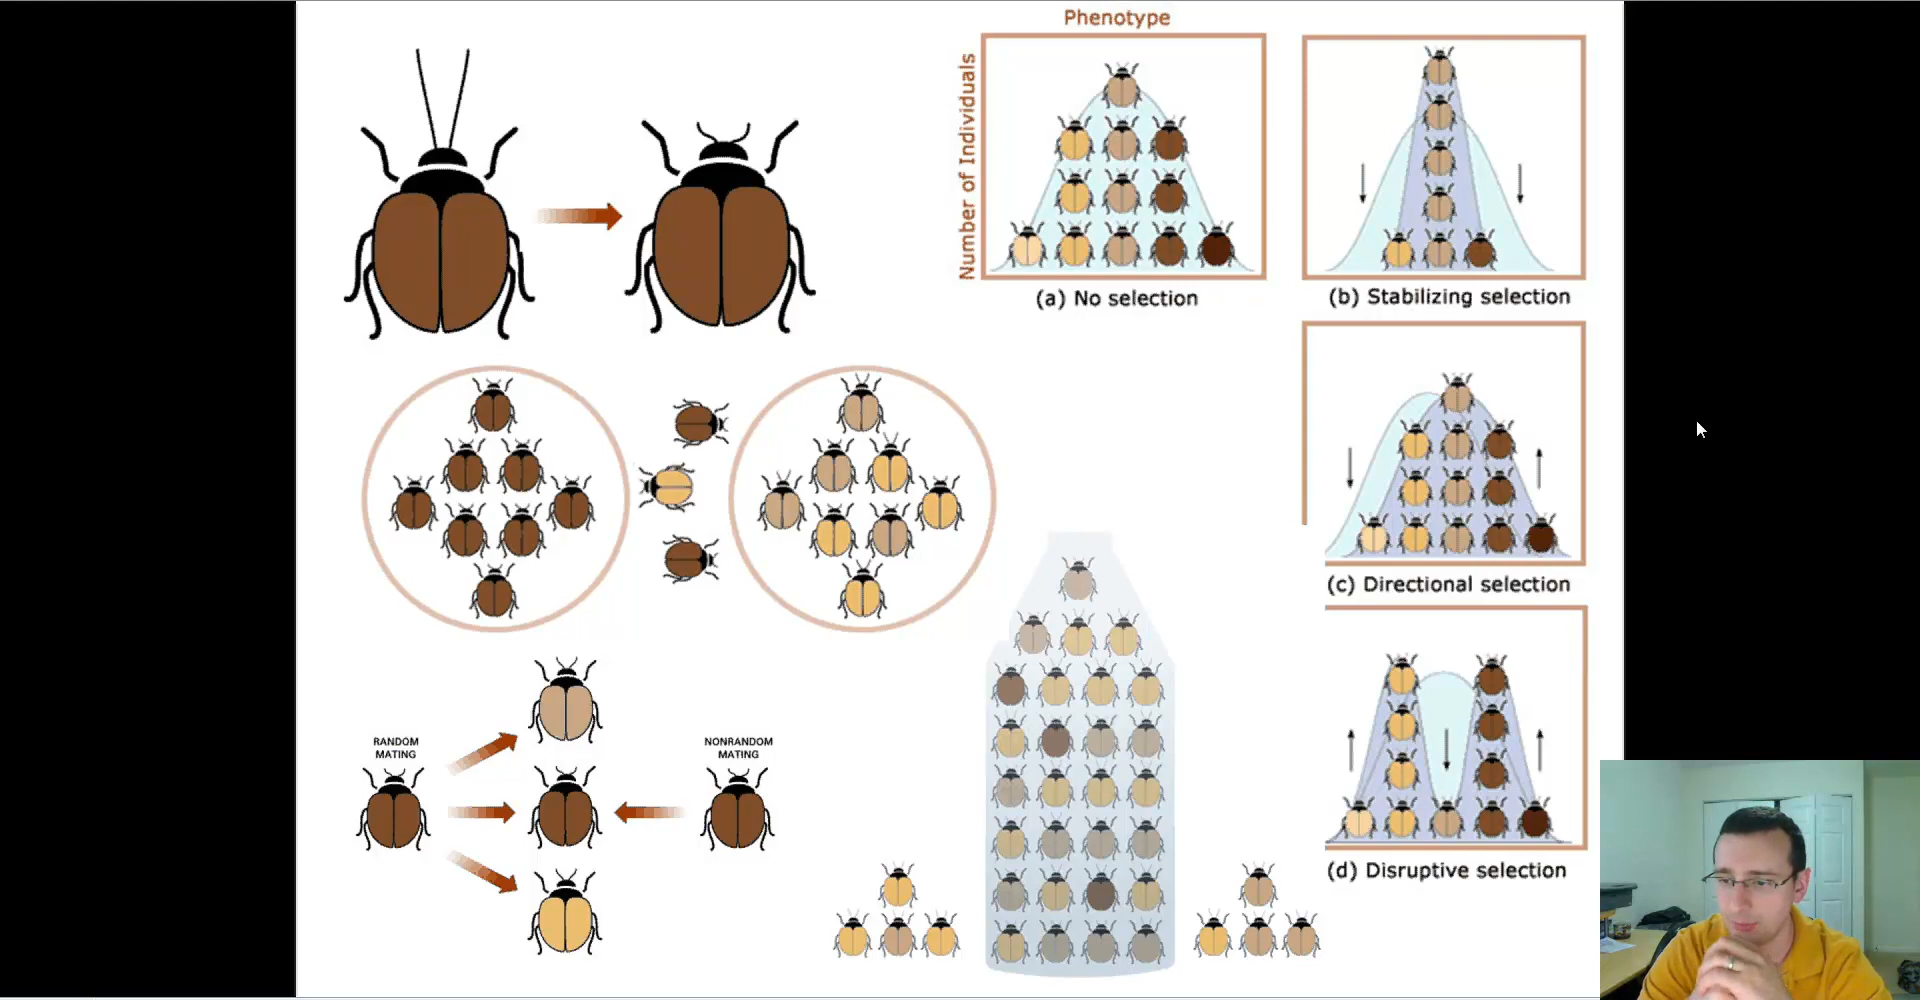 Phenotype
Number of Individuals
(a) No selection
(b) Stabilizing selection
(c) Directional selection
(d) Disruptive selection
RANDOM
MATING
NONRANDOM
MATING